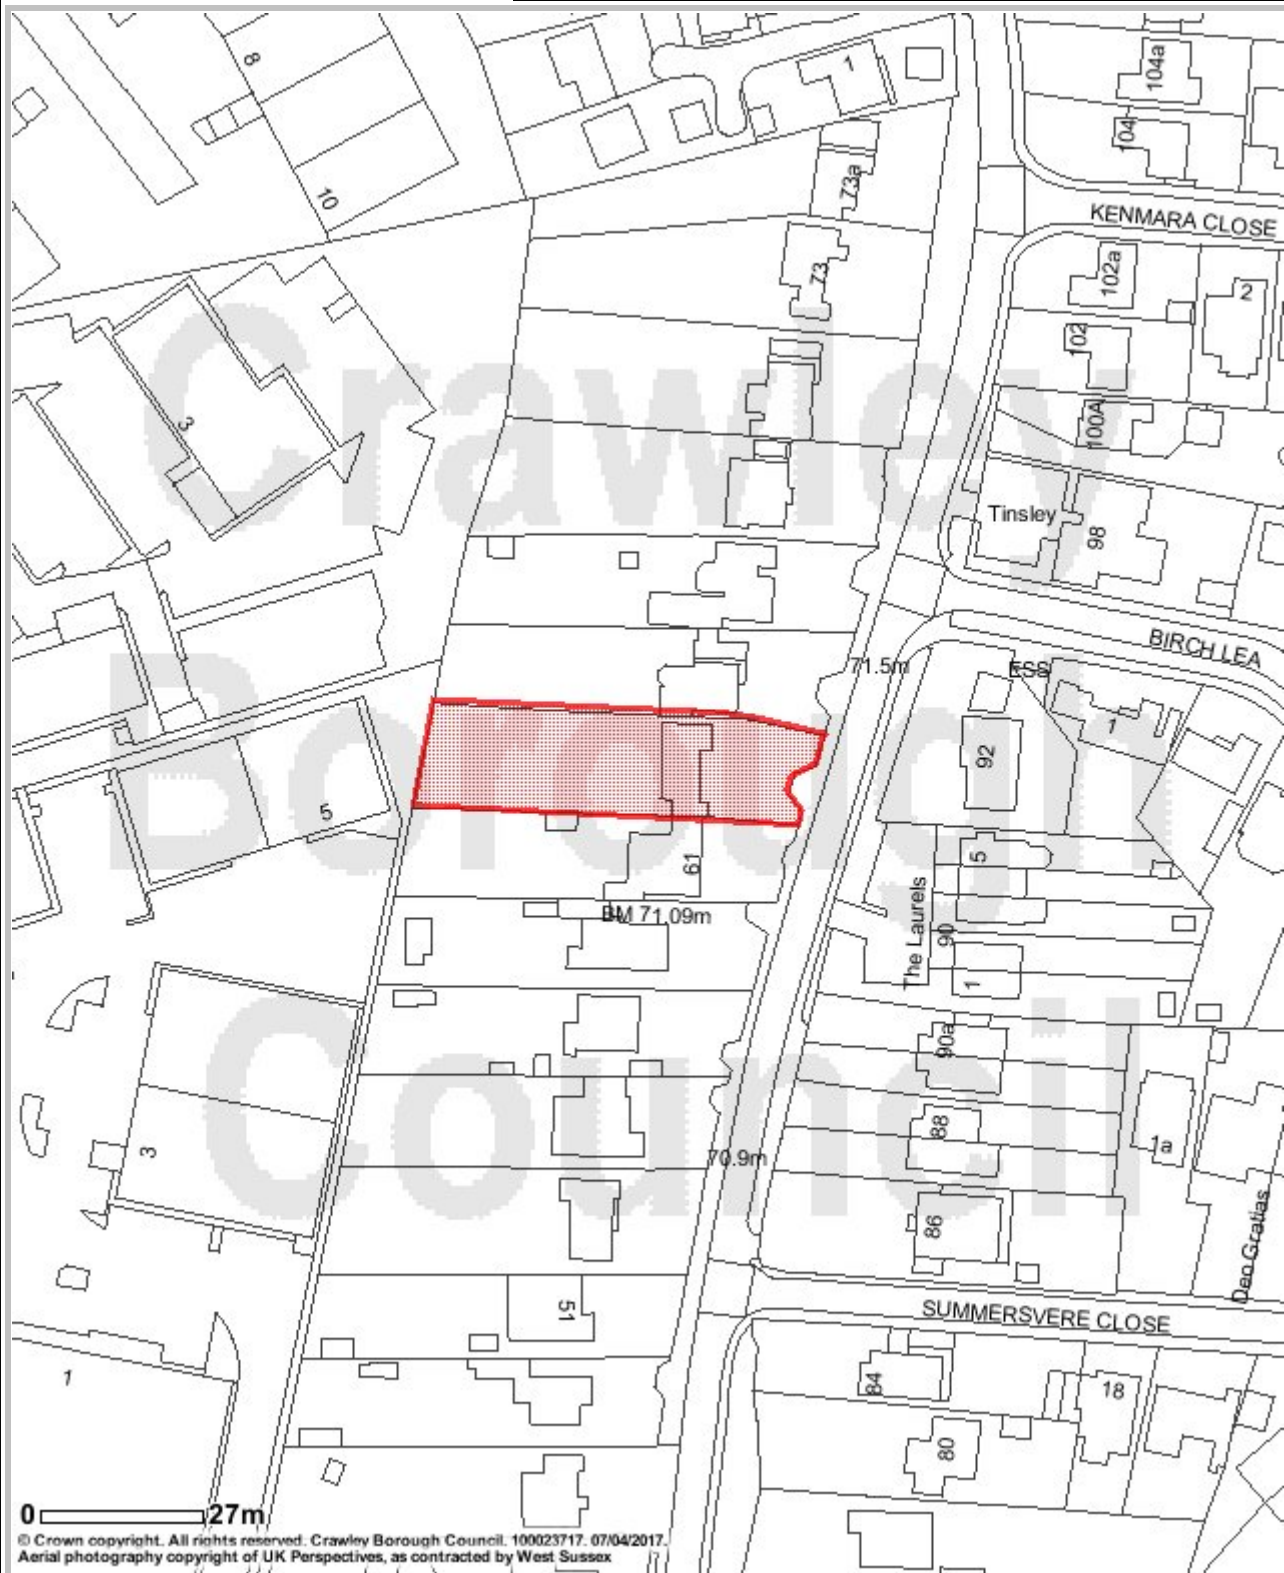 8
1
104a
104
10
73a
KENMARA CLOSE
73
102a
2
102
3
100A
Tinsley
98
BIRCH LEA
71.5m
ESS
1
92
5
5
61
The Laurels
BM 71.09m
90
1
90a
88
1a
3
70.9m
86
Deo Gratias
51
SUMMERSVERE CLOSE
1
84
18
80
0 27m
© Crown copyright. All rights reserved. Crawley Borough Council. 100023717. 07/04/2017.
Aerial photography copyright of UK Perspectives, as contracted by West Sussex
Crawley
Borough
Council